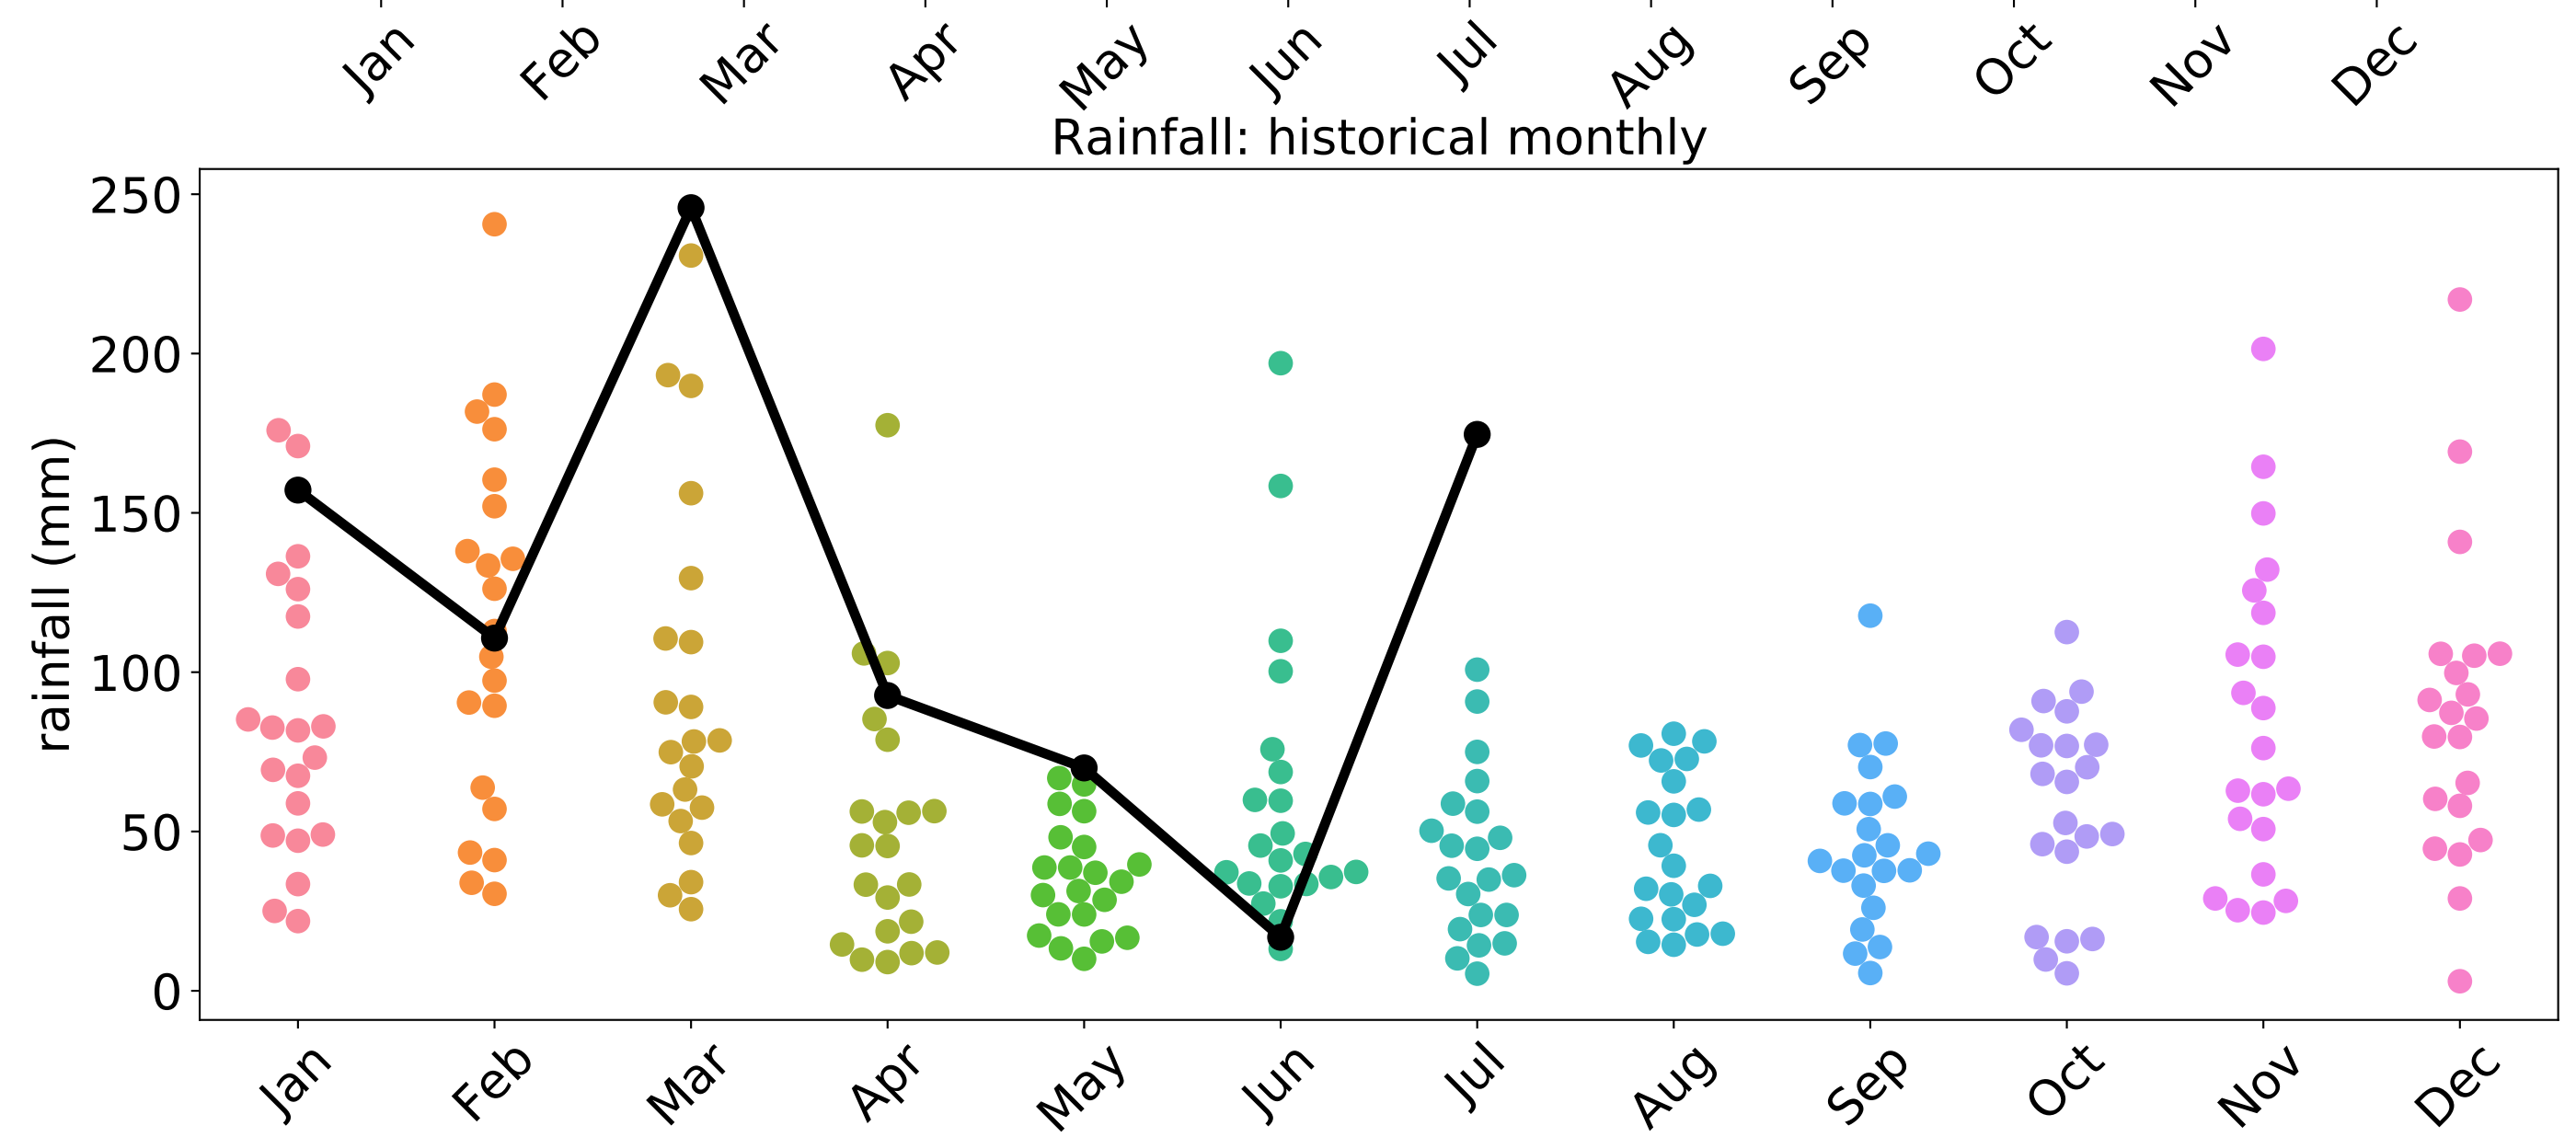 Jan Feb Mar Apr May Jun Jul Aug Sep Oct Nov Dec
Rainfall: historical monthly
250
200
150
100
50
0
rainfall (mm)
Jan Feb Mar Apr May Jun Jul Aug Sep Oct Nov Dec